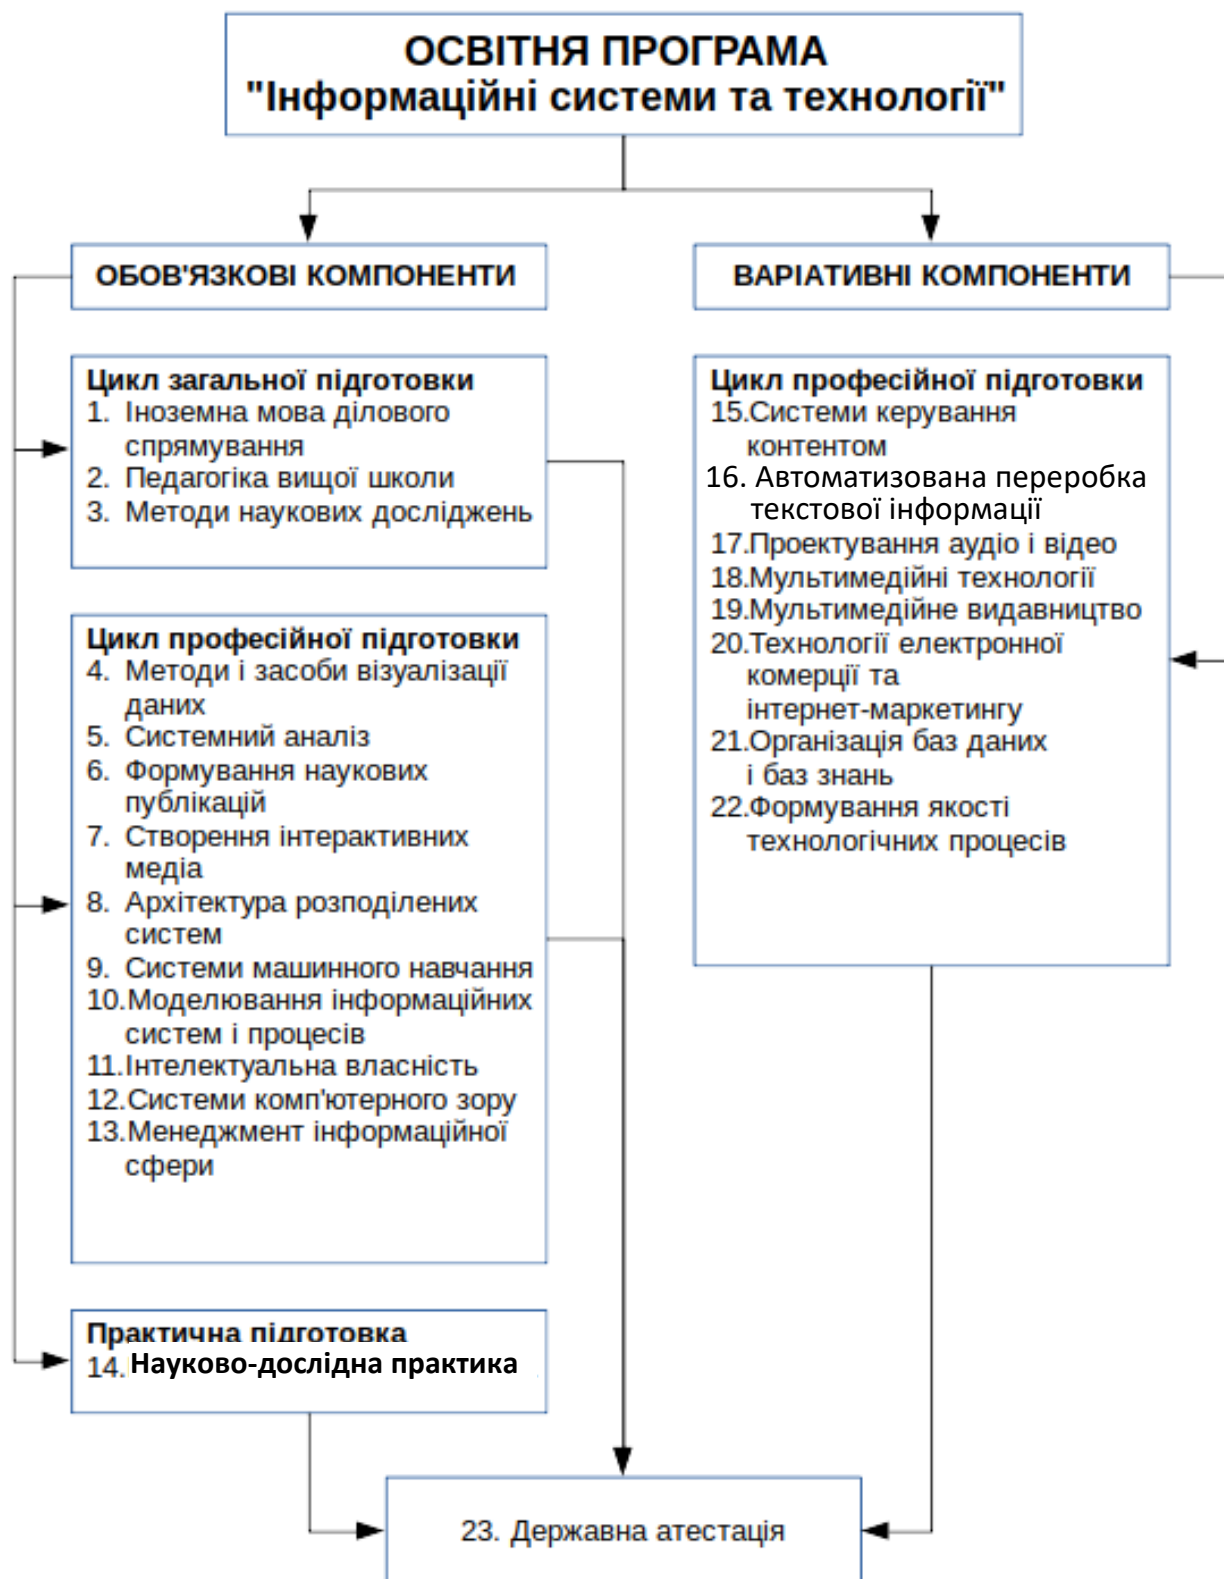 ОСВІТНЯ ПРОГРАМА
"Інформаційні системи та технології"
ОБОВ'ЯЗКОВІ КОМПОНЕНТИ
Цикл загальної підготовки
1. Іноземна мова ділового
спрямування
2. Педагогіка вищої школи
3. Методи наукових досліджень
Цикл професійної підготовки
4. Методи і засоби візуалізації
даних
5. Системний аналіз
6. Формування наукових
публікацій
7. Створення інтерактивних
медіа
8. Архітектура розподілених
систем
9. Системи машинного навчання
10.Моделювання інформаційних
систем і процесів
11.Інтелектуальна власність
12.Системи комп'ютерного зору
13.Менеджмент інформаційної
сфери
Практична підготовка
14. Науково-дослідна практика
ВАРІАТИВНІ КОМПОНЕНТИ
Цикл професійної підготовки
15.Системи керування
контентом
16. Автоматизована переробка
текстової інформації
17.Проектування аудіо і відео
18.Мультимедійні технології
19.Мультимедійне видавництво
20.Технології електронної
комерції та
інтернет-маркетингу
21.Організація баз даних
і баз знань
22.Формування якості
технологічних процесів
23. Державна атестація